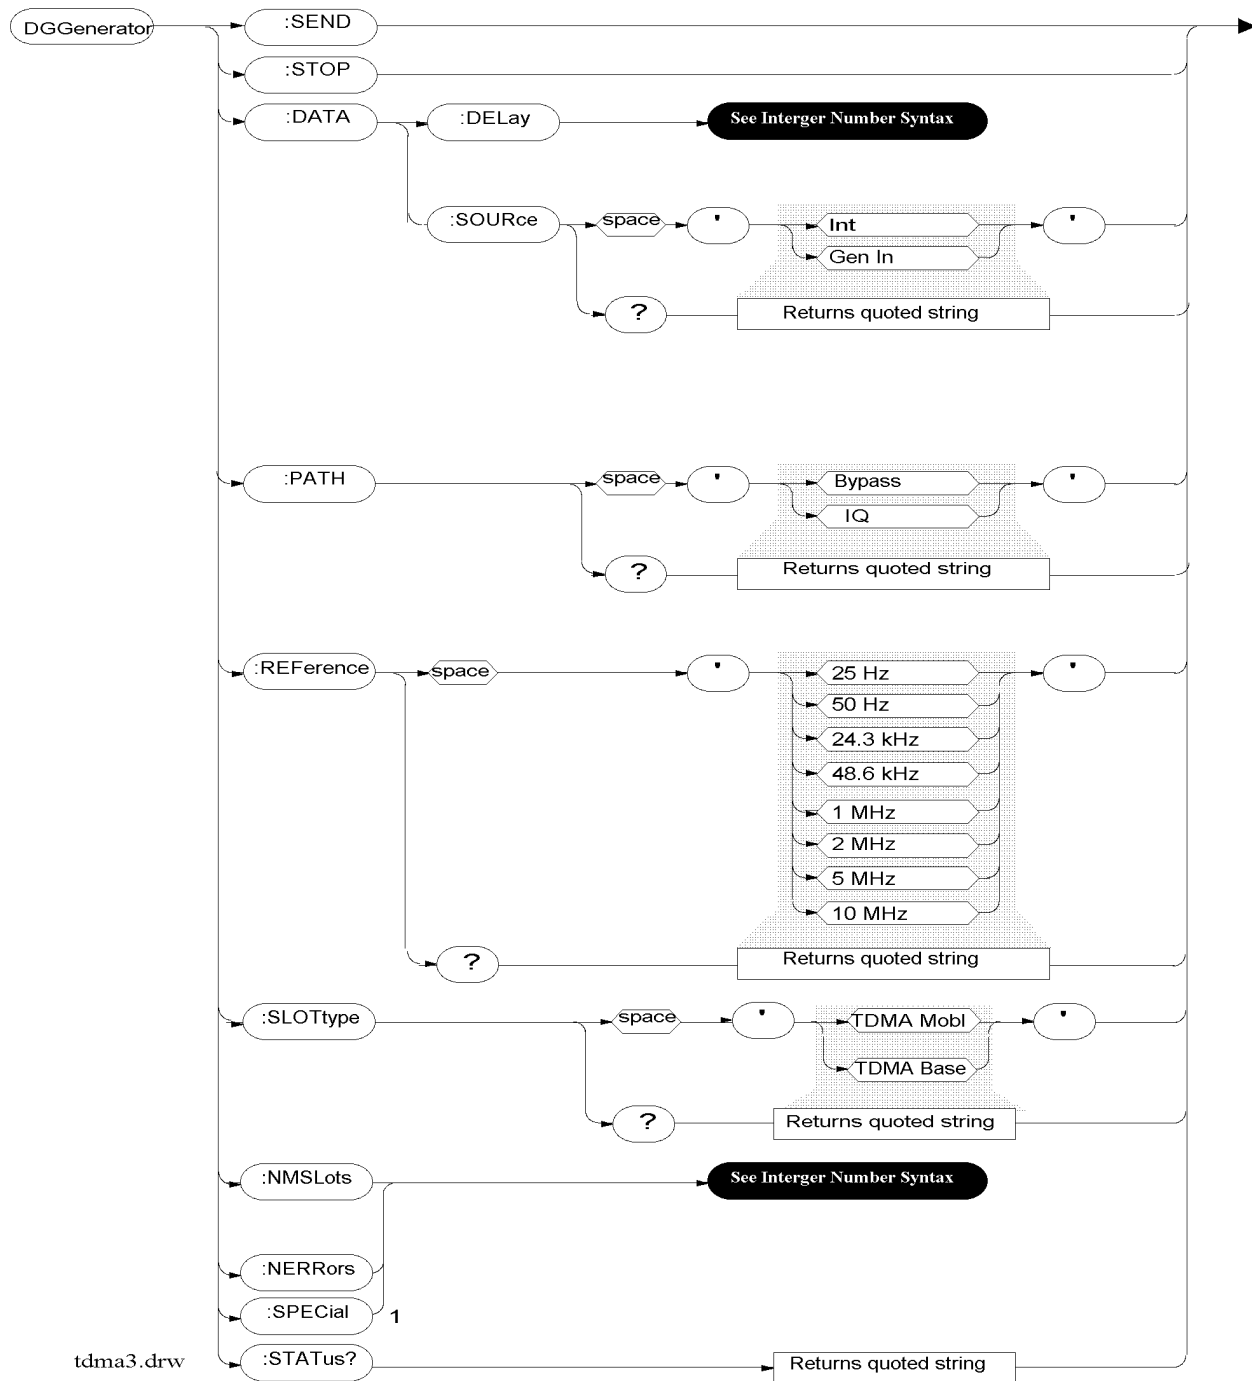 DGGenerator
:SEND
:STOP
:DATA
:DELay
See Interger Number Syntax
:SOURce
space
'
Int
Gen In
'
?
Returns quoted string
:PATH
space
'
Bypass
IQ
'
?
Returns quoted string
:REFerence
space
'
25 Hz
50 Hz
24.3 kHz
48.6 kHz
1 MHz
2 MHz
5 MHz
10 MHz
'
?
Returns quoted string
:SLOTtype
space
'
TDMA Mobl
TDMA Base
'
?
Returns quoted string
:NMSLots
See Interger Number Syntax
:NERRors
:SPECial
1
:STATus?
Returns quoted string
tdma3.drw